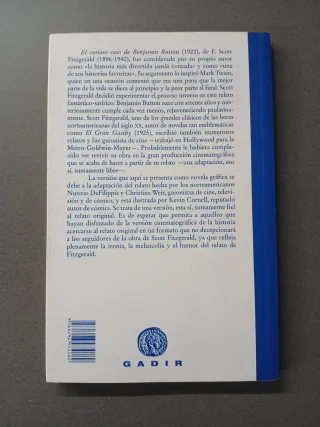 El curioso caso de Benjamin Button (1922), de F. Scott
Fitzgerald (1896-1940), fue considerada por su propio autor
como «la historia más divertida jamás contada» y como «una
de sus historias favoritas». Su argumento lo inspiró Mark Twain,
quien en una ocasión comentó que era una pena que la mejor
parte de la vida se diera al principio y la peor parte al final. Scott
Fitzgerald decidió experimentar el proceso inverso en este relato
fantástico-satírico: Benjamin Button nace con setenta años y nue-
vamente cumple cada vez menos, rejuveneciendo paulatinamente.
Scott Fitzgerald, uno de los grandes clásicos de las letras
norteamericanas del siglo XX, autor de novelas tan emblemáticas
como El Gran Gatsby (1925), escribió también numerosos
relatos y fue guionista de cine —trabajó en Hollywood para la
Metro-Goldwin-Mayer—. Probablemente le hubiera compla-
cido ver revivir su obra en la gran producción cinematográfica
que se acaba de hacer a partir de su relato —una adaptación, eso
sí, sumamente libre—.
La versión que aquí se presenta como novela gráfica se
debe a la adaptación del relato hecha por los norteamericanos
Nunzio DeFilippis y Christina Weir, guionistas de cine, televi-
sión y de cómics, y está ilustrada por Kevin Cornell, reputado
autor de cómics. Se trata de una versión, esta sí, sumamente fiel
al relato original. Es de esperar que permita a aquellos que
hayan disfrutado de la versión cinematográfica de la historia
acercarse al relato original en un formato que no decepcionará
a los seguidores de la obra de Scott Fitzgerald, ya que refleja
plenamente la ironía, la melancolía y el humor del relato de
Fitzgerald.
GADIR